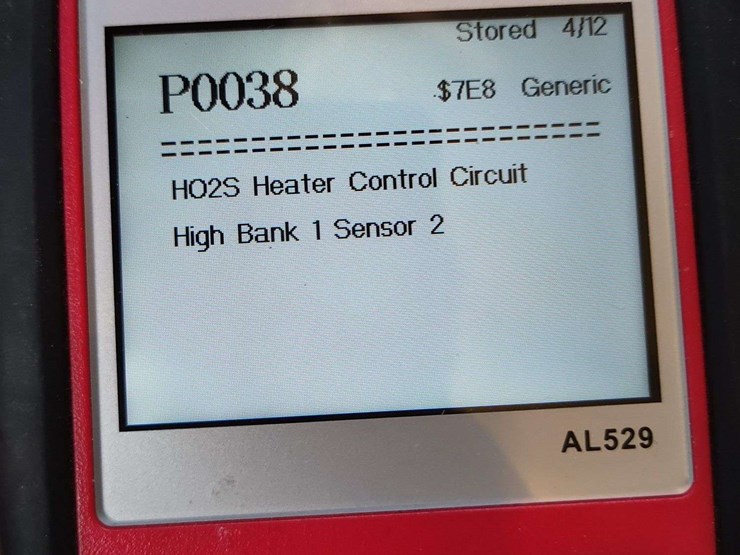 Stored 4/12
P0038 $7E8 Generic
==========================
HO2S Heater Control Circuit
High Bank 1 Sensor 2
AL529